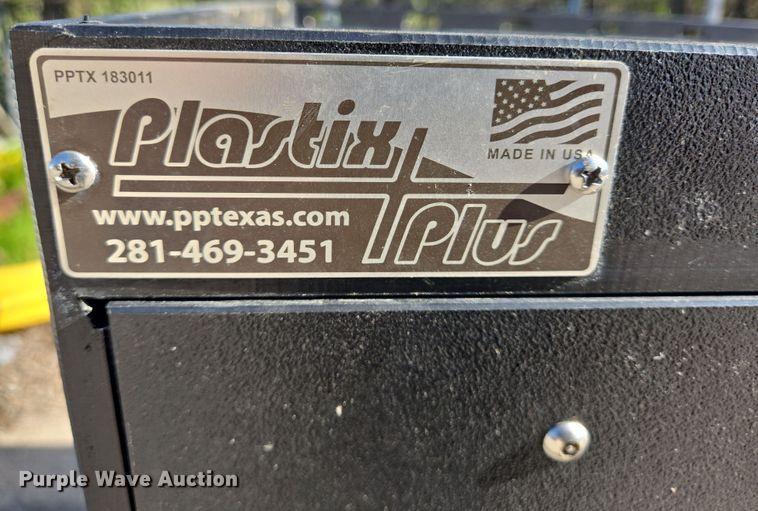 PPTX 183011
Plastix
MADE IN USA
www.pptexas.com
Plus
281-469-3451
Purple Wave Auction